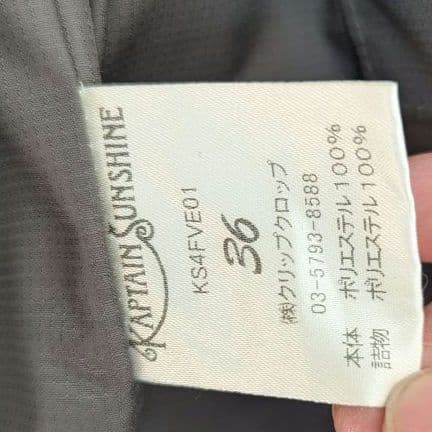 KAPTAIN SUNSHINE
KS4FVE01
36
㈱クリップクロップ
03-5793-8588
本体 ポリエステル100%
詰物 ポリエステル100%